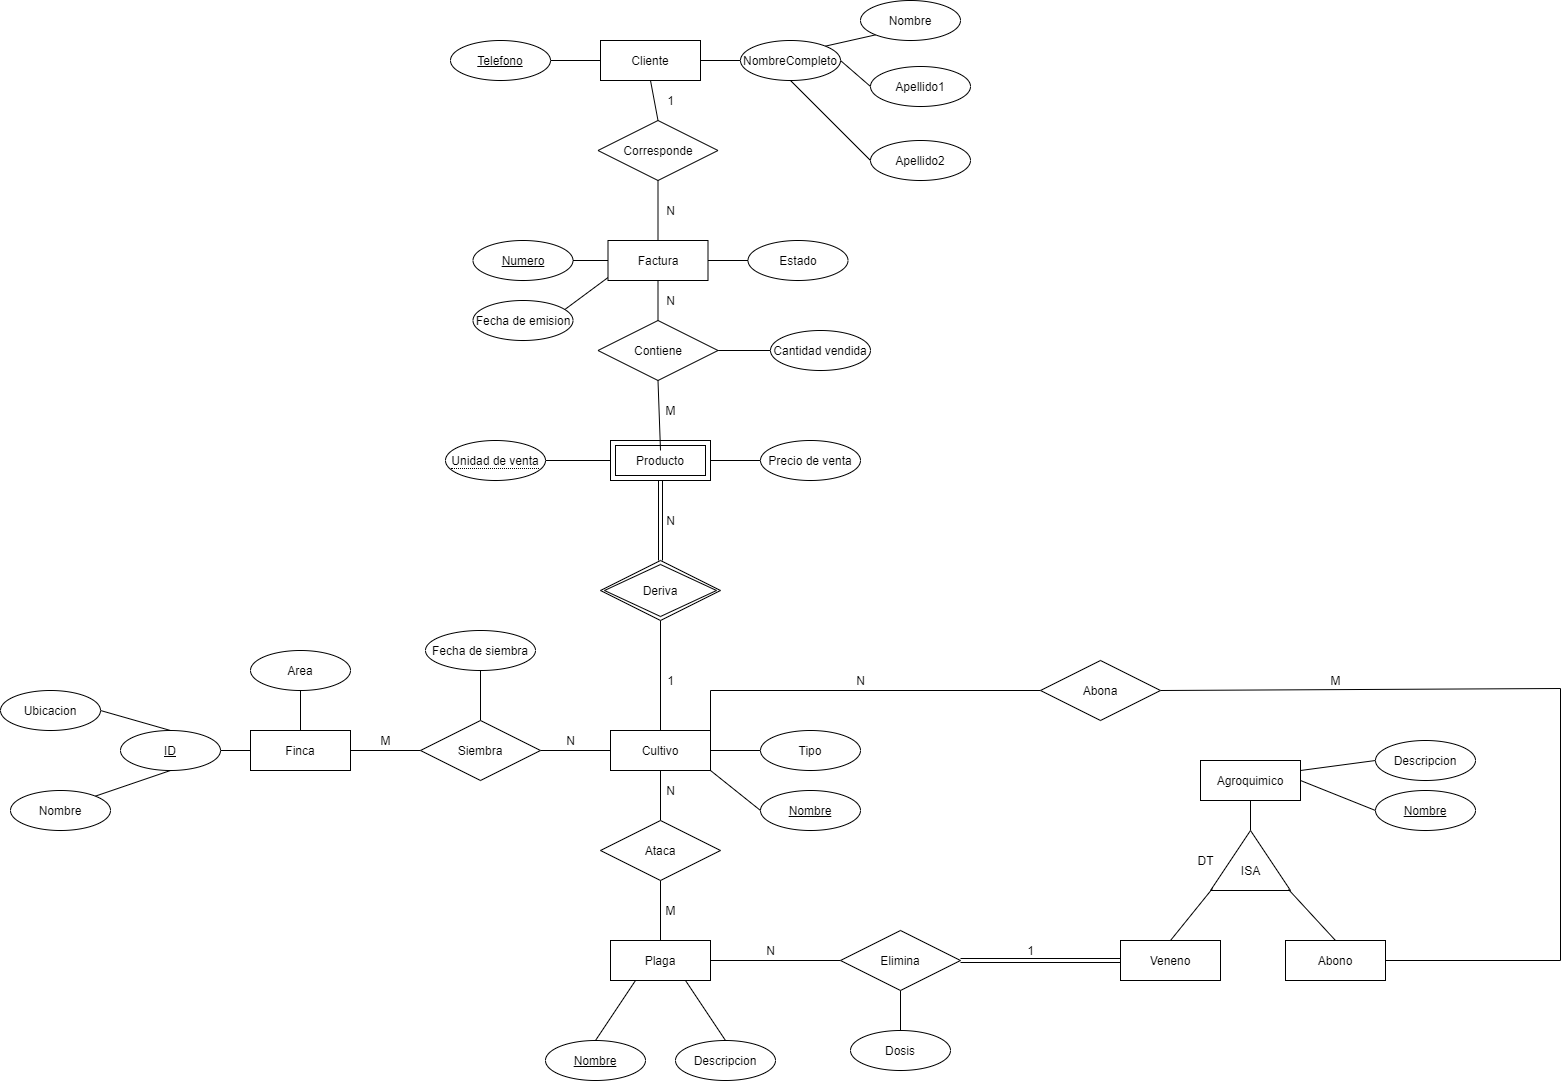 Nombre
Telefono
Cliente
NombreCompleto
Apellido1
1
Corresponde
Apellido2
N
Numero
Factura
Estado
N
Fecha de emision
Contiene
Cantidad vendida
M
Unidad de venta
Producto
Precio de venta
N
Deriva
Fecha de siembra
Area
1
N
Abona
M
Ubicacion
ID
Finca
M
Siembra
N
Cultivo
Tipo
Descripcion
Agroquimico
N
Nombre
Nombre
Nombre
Ataca
DT
ISA
M
Plaga
N
Elimina
1
Veneno
Abono
Nombre
Descripcion
Dosis